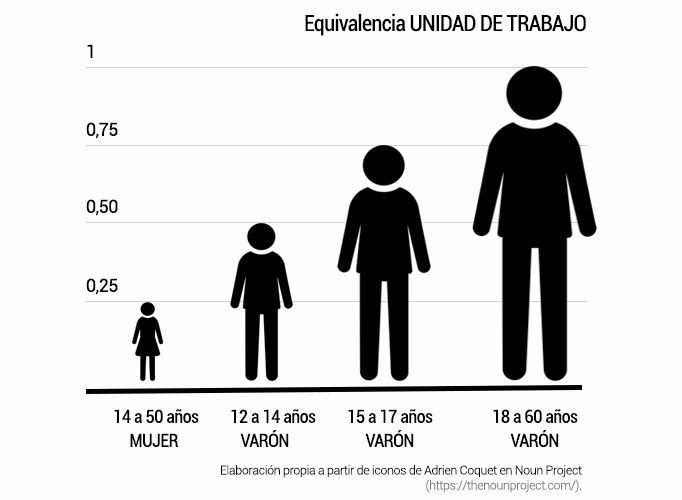 Equivalencia UNIDAD DE TRABAJO
1
0,75
0,50
0,25
14 a 50 años
MUJER
12 a 14 años
VARÓN
15 a 17 años
VARÓN
18 a 60 años
VARÓN
Elaboración propia a partir de iconos de Adrien Coquet en Noun Project
(https://thenounproject.com/).